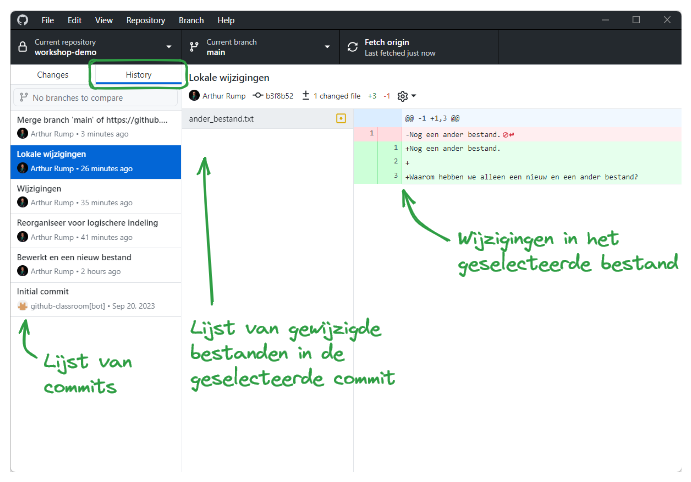 File Edit View Repository Branch Help
Current repository
workshop-demo
Current branch
main
Fetch origin
Last fetched just now
Changes
History
No branches to compare
Merge branch 'main' of https://github....
Arthur Rump • 3 minutes ago
Lokale wijzigingen
Arthur Rump • 26 minutes ago
Wijzigingen
Arthur Rump • 35 minutes ago
Reorganiseer voor logischere indeling
Arthur Rump • 41 minutes ago
Bewerkt en een nieuw bestand
Arthur Rump • 2 hours ago
Initial commit
github-classroom[bot] • Sep 20, 2023
Lijst van
commits
Lokale wijzigingen
Arthur Rump b3f8b52 1 changed file +3 -1
ander_bestand.txt
Lijst van gewijzigde
bestanden in de
geselecteerde commit
@@ -1 +1,3 @@
1 -Nog een ander bestand.
1 +Nog een ander bestand.
2 +
3 +Waarom hebben we alleen een nieuw en een ander bestand?
Wijzigingen in het
geselecteerde bestand